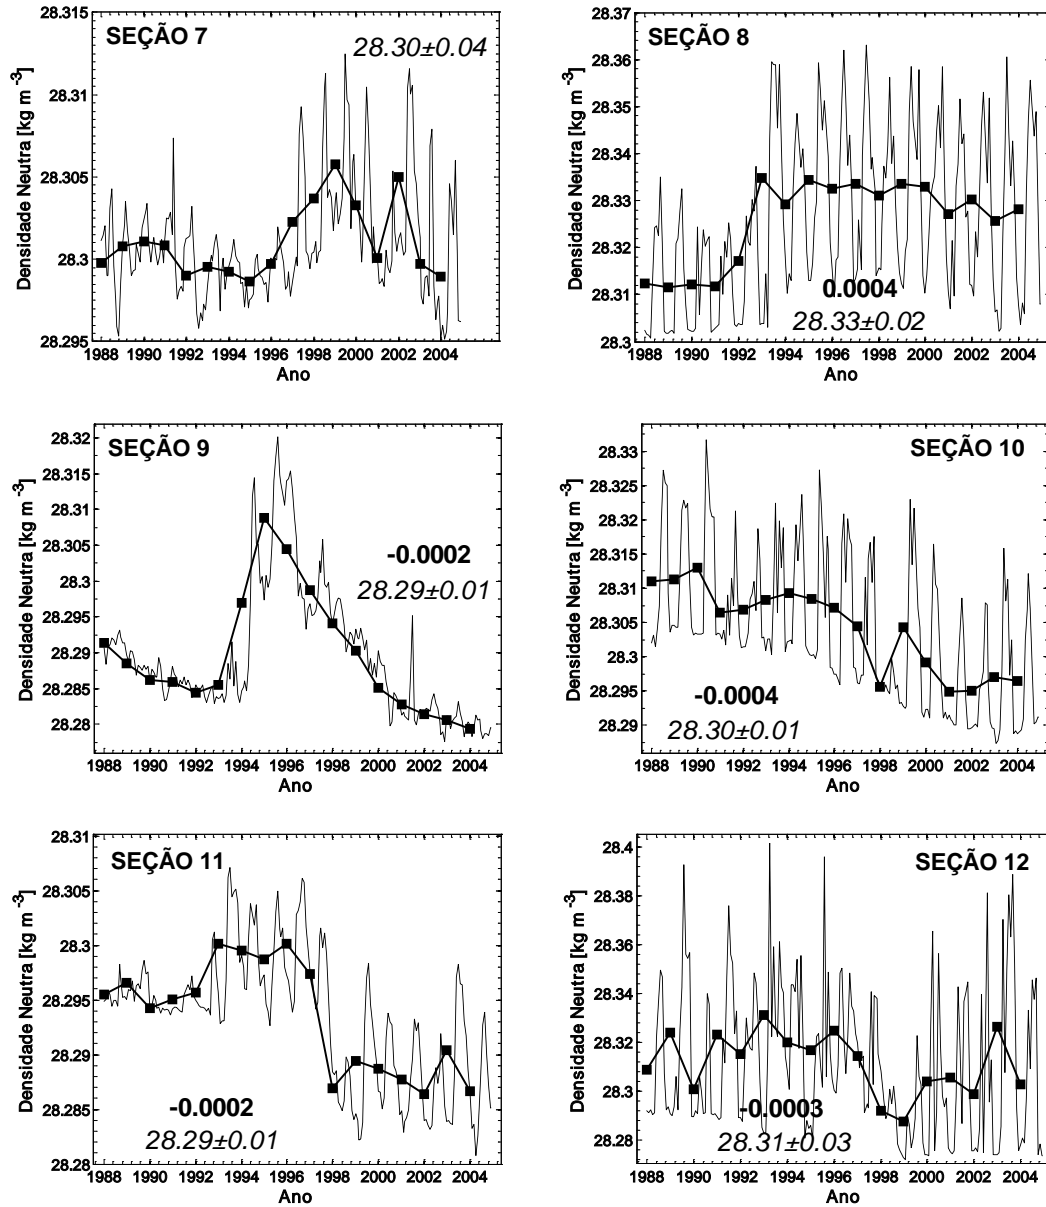 SEÇÃO 7
28.30±0.04
Densidade Neutra [kg m -3]
28.315
28.31
28.305
28.3
28.295
1988 1990 1992 1994 1996 1998 2000 2002 2004
Ano
SEÇÃO 8
Densidade Neutra [kg m -3]
28.37
28.36
28.35
28.34
28.33
28.32
28.31
28.3
0.0004
28.33±0.02
1988 1990 1992 1994 1996 1998 2000 2002 2004
Ano
SEÇÃO 9
Densidade Neutra [kg m -3]
28.32
28.315
28.31
28.305
28.3
28.295
28.29
28.285
28.28
-0.0002
28.29±0.01
1988 1990 1992 1994 1996 1998 2000 2002 2004
Ano
SEÇÃO 10
Densidade Neutra [kg m -3]
28.33
28.325
28.32
28.315
28.31
28.305
28.3
28.295
28.29
-0.0004
28.30±0.01
1988 1990 1992 1994 1996 1998 2000 2002 2004
Ano
SEÇÃO 11
Densidade Neutra [kg m -3]
28.31
28.305
28.3
28.295
28.29
28.285
28.28
-0.0002
28.29±0.01
1988 1990 1992 1994 1996 1998 2000 2002 2004
Ano
SEÇÃO 12
Densidade Neutra [kg m -3]
28.4
28.38
28.36
28.34
28.32
28.3
28.28
-0.0003
28.31±0.03
1988 1990 1992 1994 1996 1998 2000 2002 2004
Ano